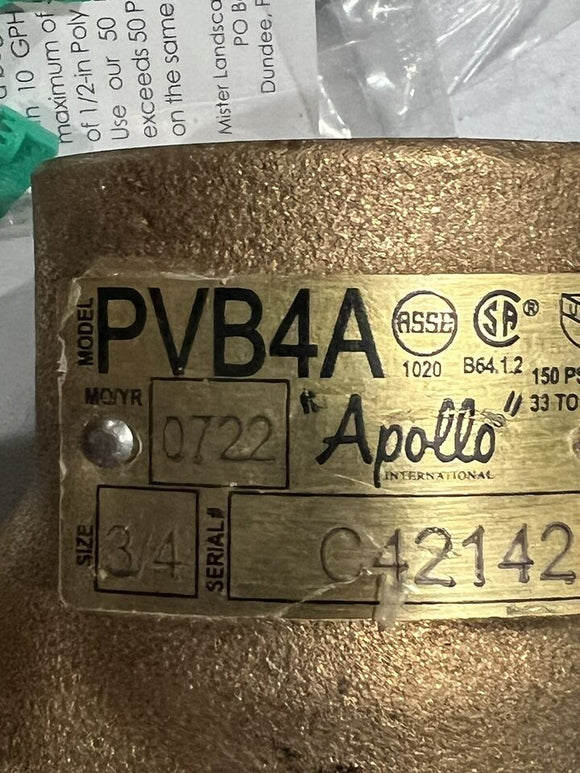 n 10 GPH
maximum of
of 1/2-in Poly
Use our 50
exceeds 50 P
on the same
Mister Landsca
PO B
Dundee, F
MODEL PVB4A
ASSE
1020
SA®
B64.1.2
150 PS
33 TO
MO/YR 0722
"Apollo"
INTERNATIONAL
SIZE 3/4
SERIAL# C42142